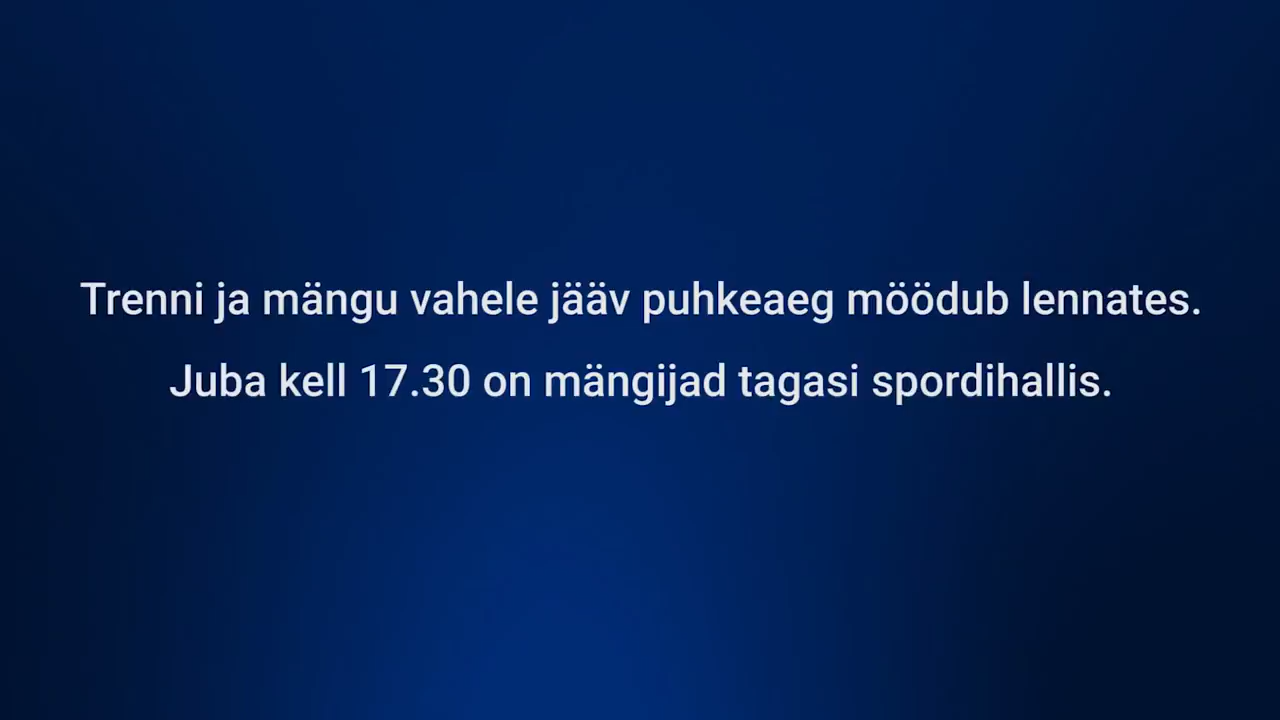 Trenni ja mängu vahele jääv puhkeaeg möödub lennates.
Juba kell 17.30 on mängijad tagasi spordihallis.